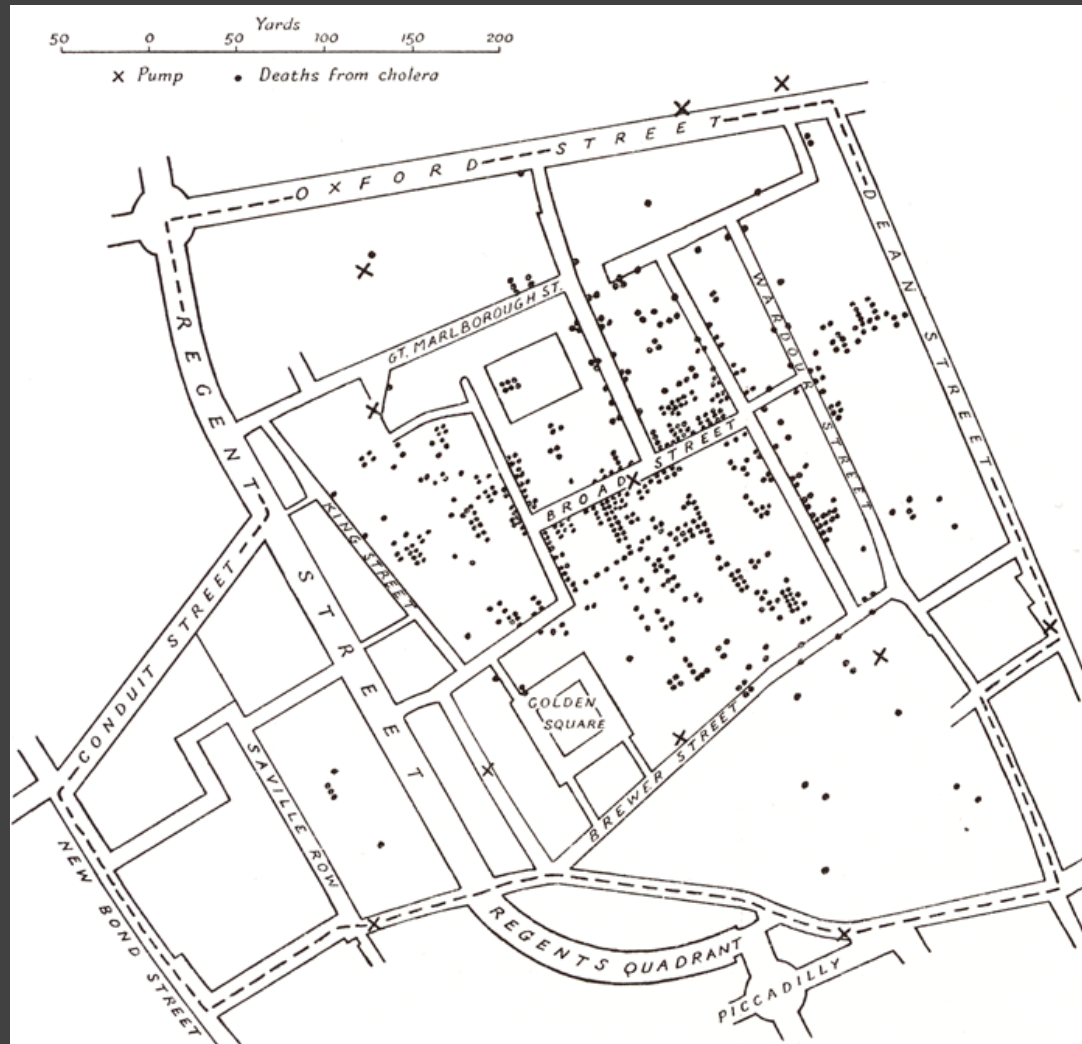 Yards
50 0 50 100 150 200
× Pump • Deaths from cholera
OXFORD STREET
DEAN STREET
WARDOUR STREET
GT. MARLBOROUGH ST.
REGENT STREET
BROAD STREET
KING STREET
CONDUIT STREET
GOLDEN
SQUARE
SAVILLE ROW
BREWER STREET
NEW BOND STREET
REGENTS QUADRANT
PICCADILLY